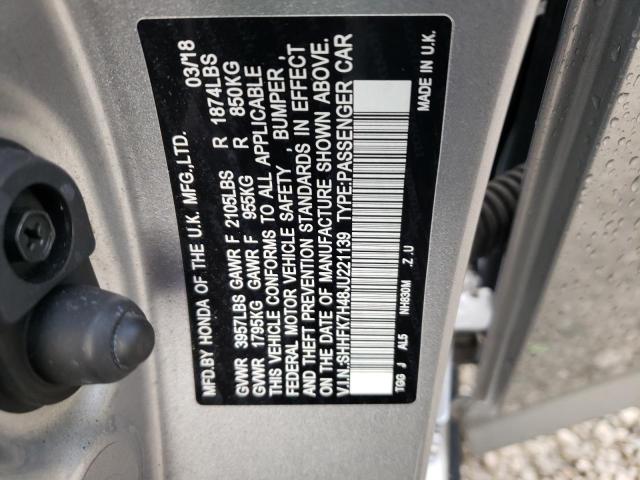 MFD.BY HONDA OF THE U.K. MFG.,LTD. 03/18
GVWR 3957LBS GAWR F 2105LBS R 1874LBS
GVWR 1795KG GAWR F 955KG R 850KG
THIS VEHICLE CONFORMS TO ALL APPLICABLE
FEDERAL MOTOR VEHICLE SAFETY , BUMPER ,
AND THEFT PREVENTION STANDARDS IN EFFECT
ON THE DATE OF MANUFACTURE SHOWN ABOVE.
V.I.N.:SHHFK7H48JU221139 TYPE:PASSENGER CAR
TGG J AL5 NH830M .Z .U MADE IN U.K.